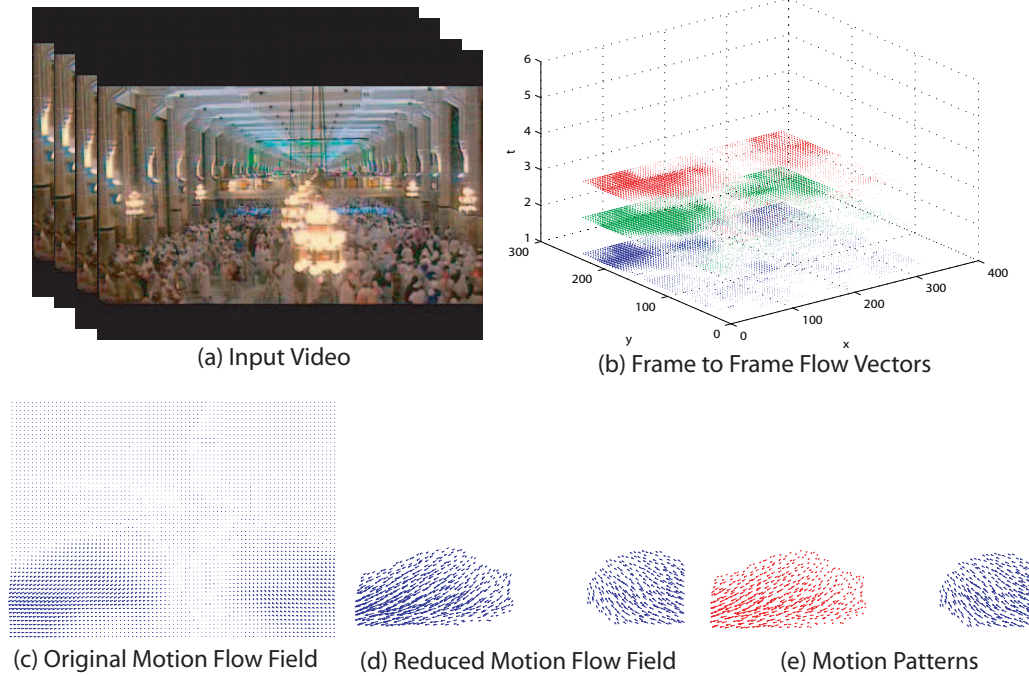 6
5
4
3
2
1
t
300
200
100
0
y
0
100
200
300
400
x
(a) Input Video
(b) Frame to Frame Flow Vectors
(c) Original Motion Flow Field
(d) Reduced Motion Flow Field
(e) Motion Patterns